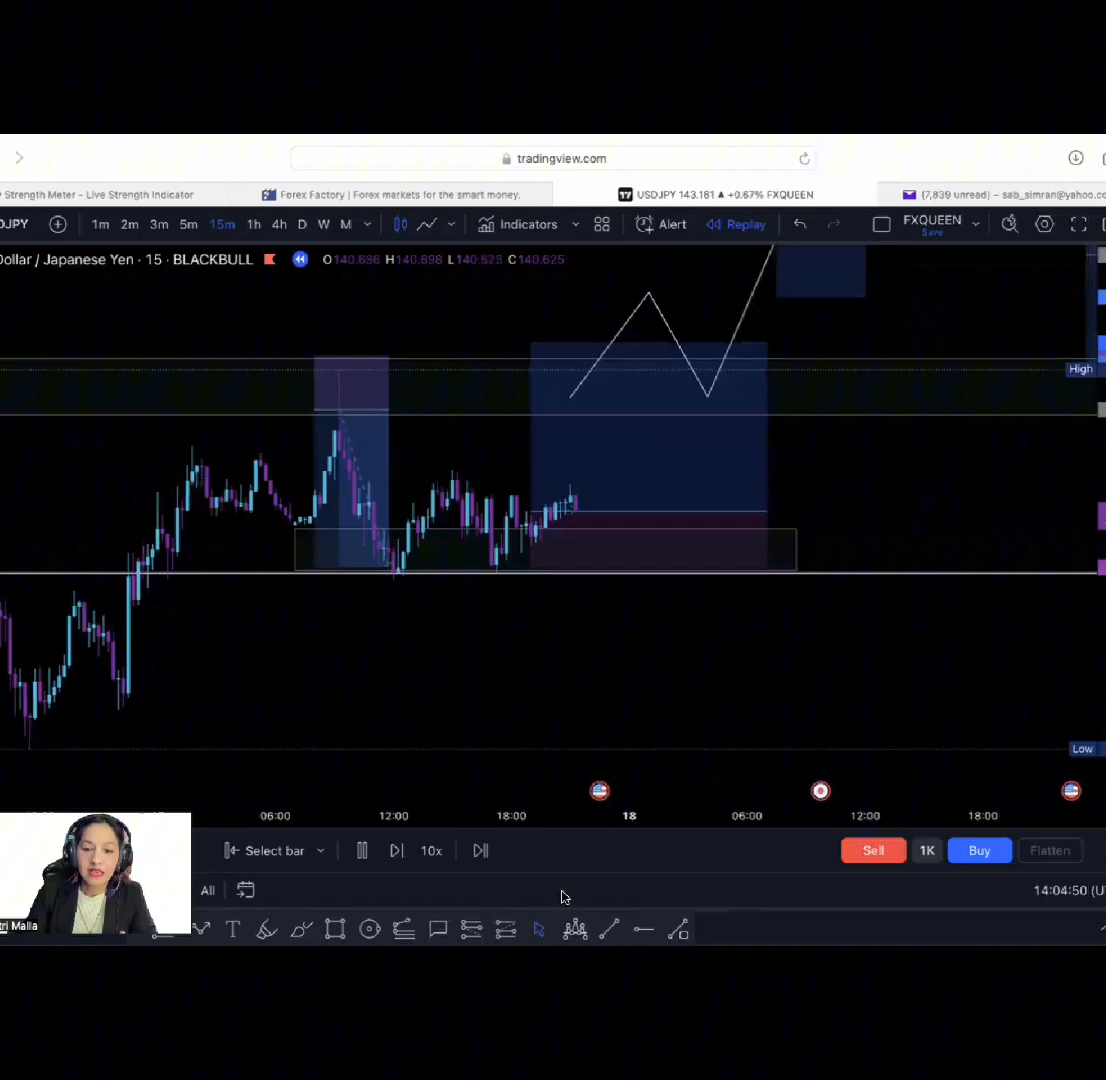 tradingview.com
y Strength Meter – Live Strength Indicator
Forex Factory | Forex markets for the smart money.
USDJPY 143.181 ▲ +0.67% FXQUEEN
(7,839 unread) – sab_simran@yahoo.co
DJPY 1m 2m 3m 5m 15m 1h 4h D W M Indicators Alert Replay FXQUEEN
Save
Dollar / Japanese Yen · 15 · BLACKBULL O140.686 H140.698 L140.523 C140.625
High
Low
06:00 12:00 18:00 18 06:00 12:00 18:00
Select bar 10x Sell 1K Buy Flatten
All 14:04:50 (U
tri Malla
T